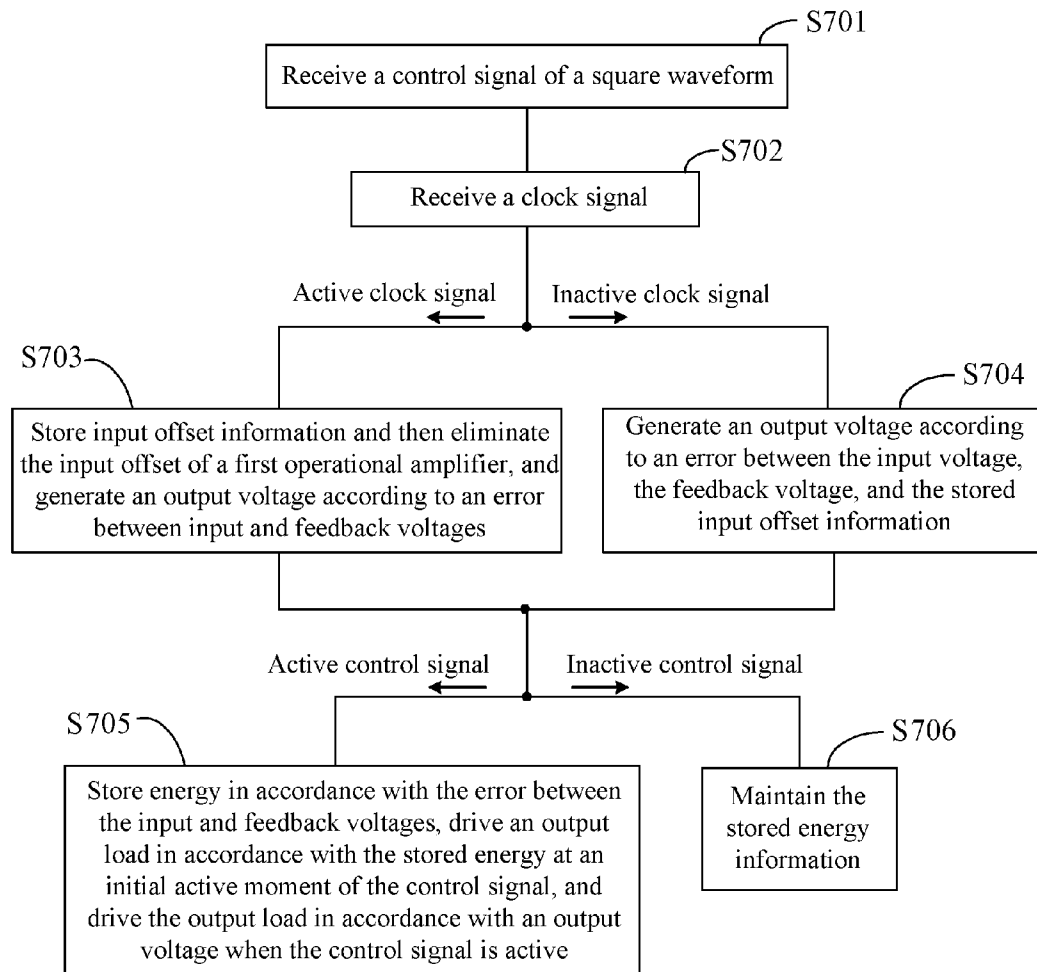 S701
Receive a control signal of a square waveform
S702
Receive a clock signal
Active clock signal
Inactive clock signal
S703
Store input offset information and then eliminate
the input offset of a first operational amplifier, and
generate an output voltage according to an error
between input and feedback voltages
S704
Generate an output voltage according
to an error between the input voltage,
the feedback voltage, and the stored
input offset information
Active control signal
Inactive control signal
S705
Store energy in accordance with the error between
the input and feedback voltages, drive an output
load in accordance with the stored energy at an
initial active moment of the control signal, and
drive the output load in accordance with an output
voltage when the control signal is active
S706
Maintain the
stored energy
information